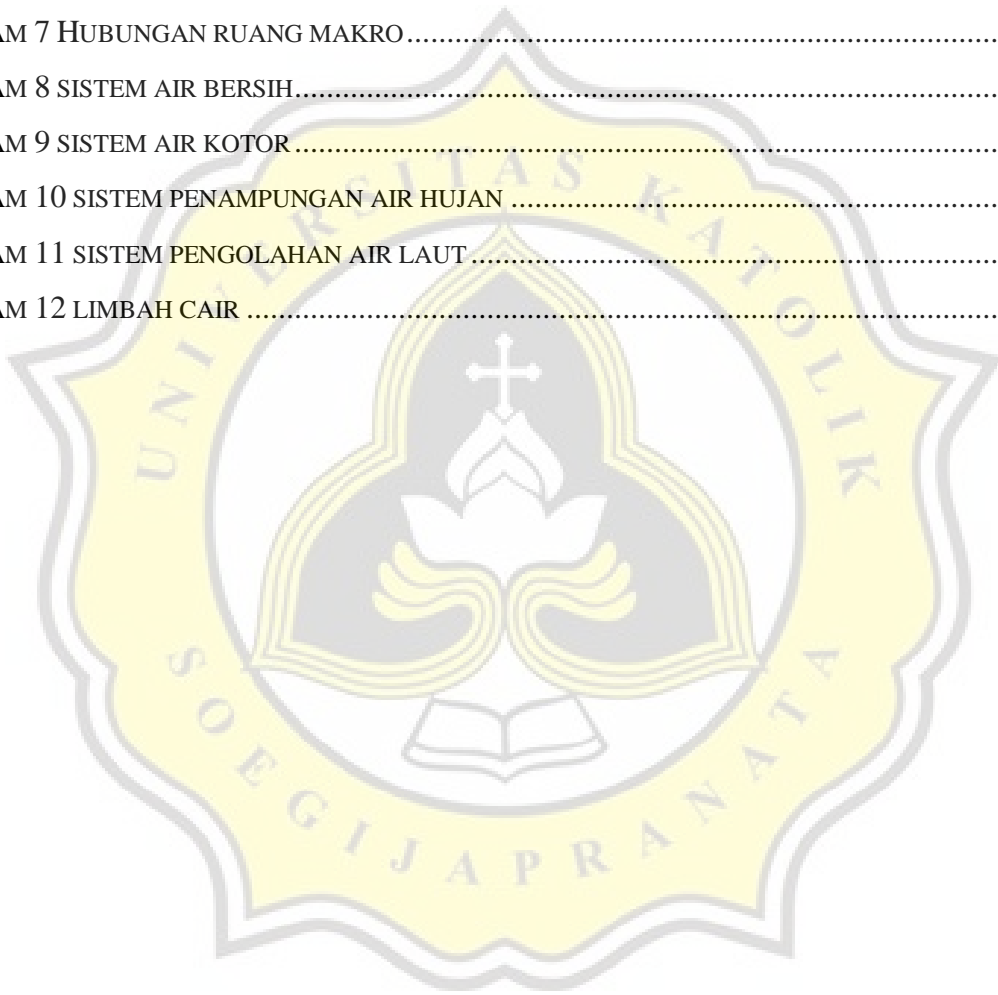 AM 7 HUBUNGAN RUANG MAKRO
AM 8 SISTEM AIR BERSIH
AM 9 SISTEM AIR KOTOR
AM 10 SISTEM PENAMPUNGAN AIR HUJAN
AM 11 SISTEM PENGOLAHAN AIR LAUT
AM 12 LIMBAH CAIR
UNIVERSITAS KATOLIK
SOEGIJAPRANATA